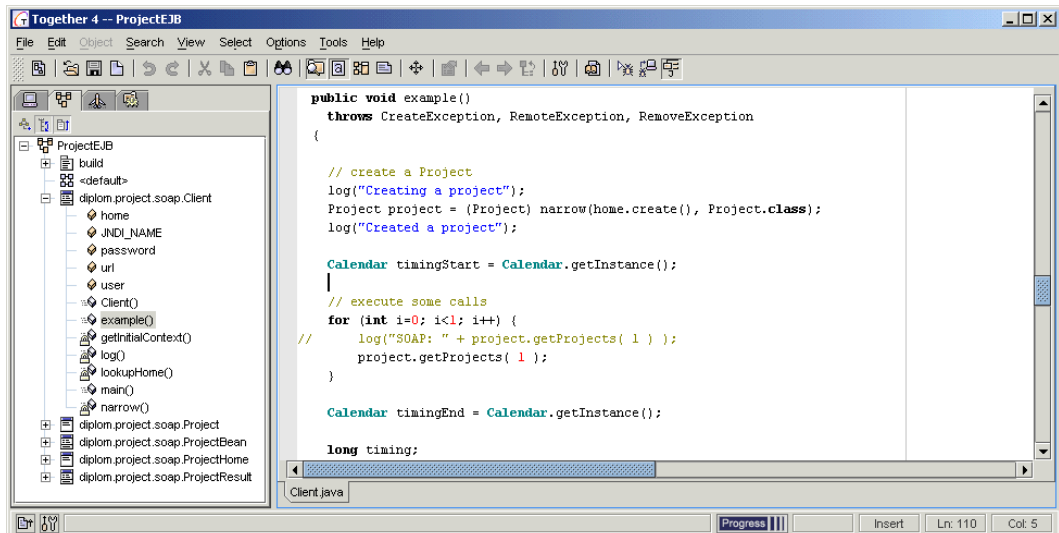 Together 4 -- ProjectEJB
File Edit Object Search View Select Options Tools Help
ProjectEJB
build
<default>
diplom.project.soap.Client
home
JNDI_NAME
password
url
user
Client()
example()
getInitialContext()
log()
lookupHome()
main()
narrow()
diplom.project.soap.Project
diplom.project.soap.ProjectBean
diplom.project.soap.ProjectHome
diplom.project.soap.ProjectResult
public void example()
throws CreateException, RemoteException, RemoveException
{
// create a Project
log("Creating a project");
Project project = (Project) narrow(home.create(), Project.class);
log("Created a project");
Calendar timingStart = Calendar.getInstance();
// execute some calls
for (int i=0; i<1; i++) {
// log("SOAP: " + project.getProjects( 1 ) );
project.getProjects( 1 );
}
Calendar timingEnd = Calendar.getInstance();
long timing;
Client.java
Progress Insert Ln: 110 Col: 5